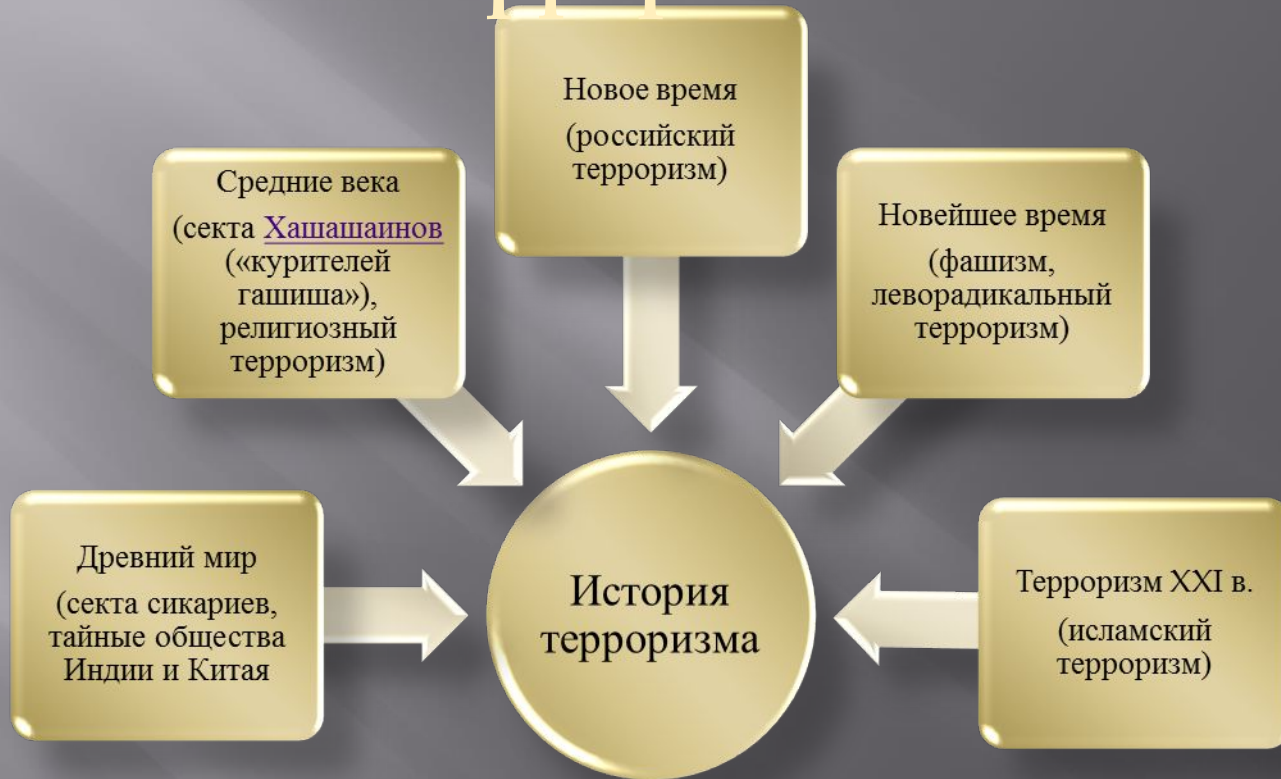 Новое время
(российский
терроризм)
Средние века
(секта Хашашаинов
(«курителей
гашиша»),
религиозный
терроризм)
Новейшее время
(фашизм,
леворадикальный
терроризм)
Древний мир
(секта сикариев,
тайные общества
Индии и Китая
История
терроризма
Терроризм XXI в.
(исламский
терроризм)